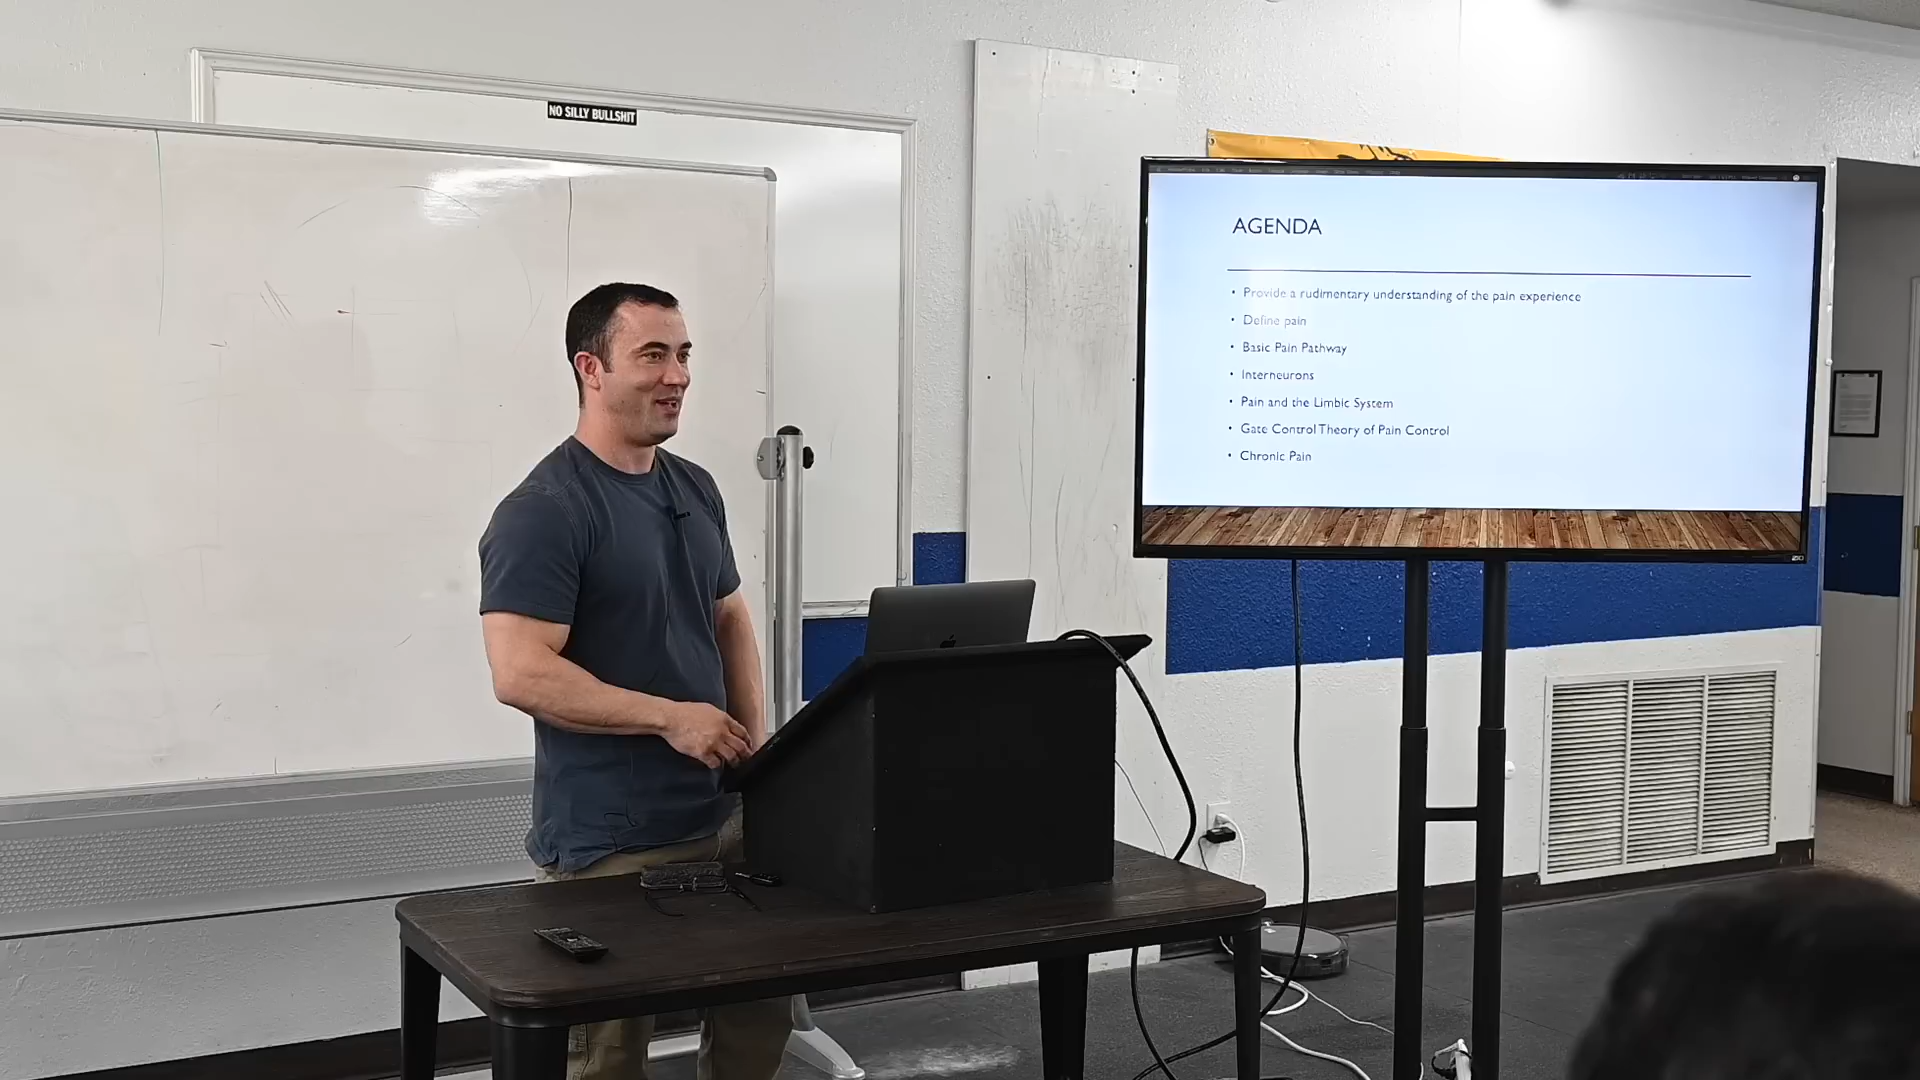 NO SILLY BULLSHIT
AGENDA
• Provide a rudimentary understanding of the pain experience
• Define pain
• Basic Pain Pathway
• Interneurons
• Pain and the Limbic System
• Gate Control Theory of Pain Control
• Chronic Pain